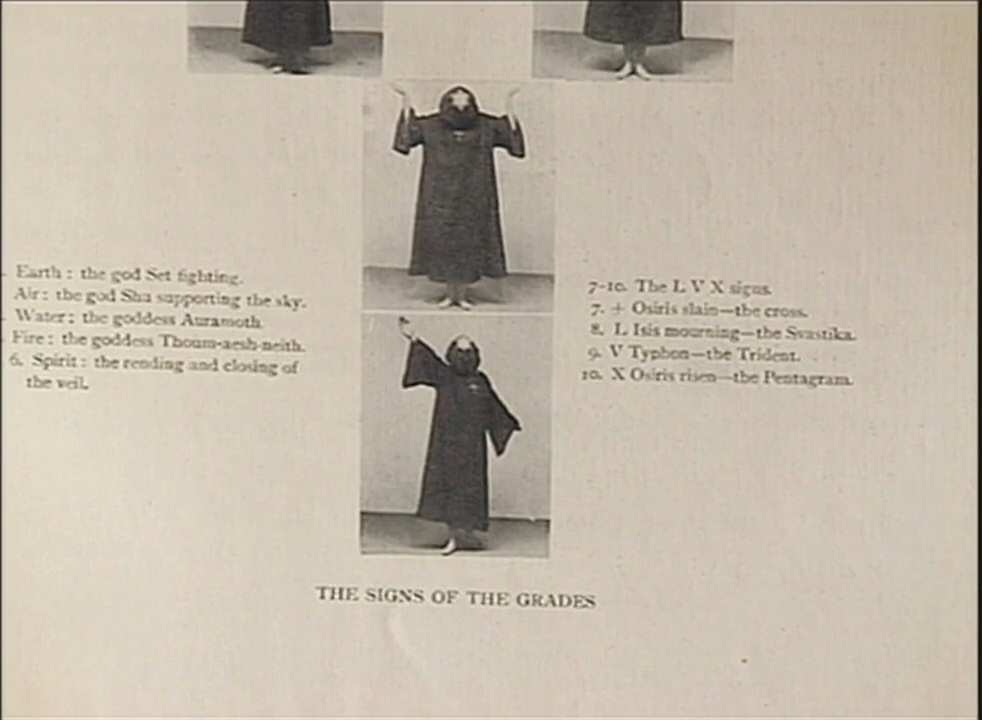 Earth : the god Set fighting.
Air : the god Shu supporting the sky.
Water : the goddess Auramoth.
Fire : the goddess Thoum-aesh-neith.
6. Spirit : the rending and closing of
the veil.
7-10. The L V X signs.
7. + Osiris slain—the cross.
8. L Isis mourning—the Svastika.
9. V Typhon—the Trident.
10. X Osiris risen—the Pentagram.
THE SIGNS OF THE GRADES